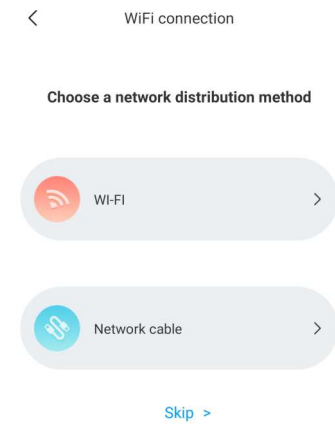 WiFi connection
Choose a network distribution method
WI-FI
Network cable
Skip >